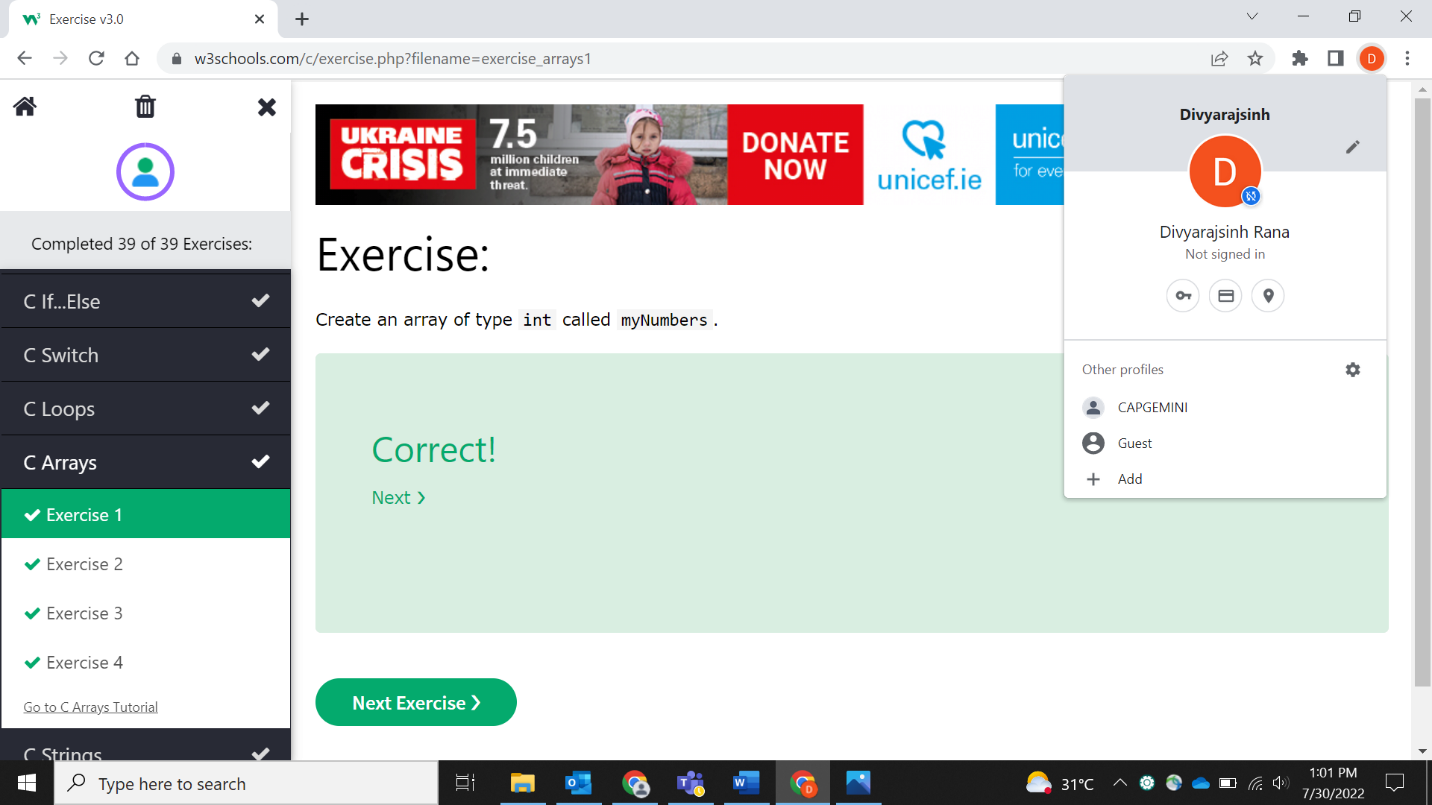 Exercise v3.0
w3schools.com/c/exercise.php?filename=exercise_arrays1
D
Completed 39 of 39 Exercises:
C If...Else
C Switch
C Loops
C Arrays
Exercise 1
Exercise 2
Exercise 3
Exercise 4
Go to C Arrays Tutorial
C Strings
UKRAINE
CRISIS
7.5
million children
at immediate
threat.
DONATE
NOW
unicef.ie
unic
for eve
Exercise:
Create an array of type int called myNumbers.
Correct!
Next
Next Exercise
Divyarajsinh
D
Divyarajsinh Rana
Not signed in
Other profiles
CAPGEMINI
Guest
Add
Type here to search
31°C
1:01 PM
7/30/2022